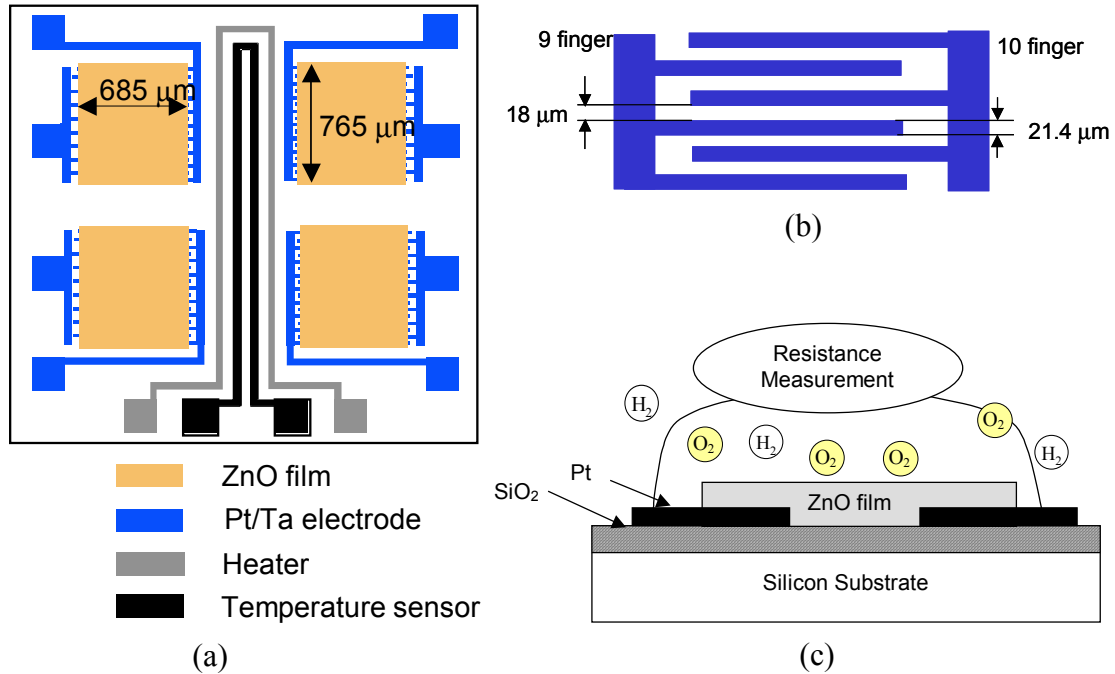 685 μm
765 μm
ZnO film
Pt/Ta electrode
Heater
Temperature sensor
(a)
9 finger
10 finger
18 μm
21.4 μm
(b)
Resistance
Measurement
H₂
O₂
H₂
O₂
O₂
O₂
H₂
Pt
SiO₂
ZnO film
Silicon Substrate
(c)